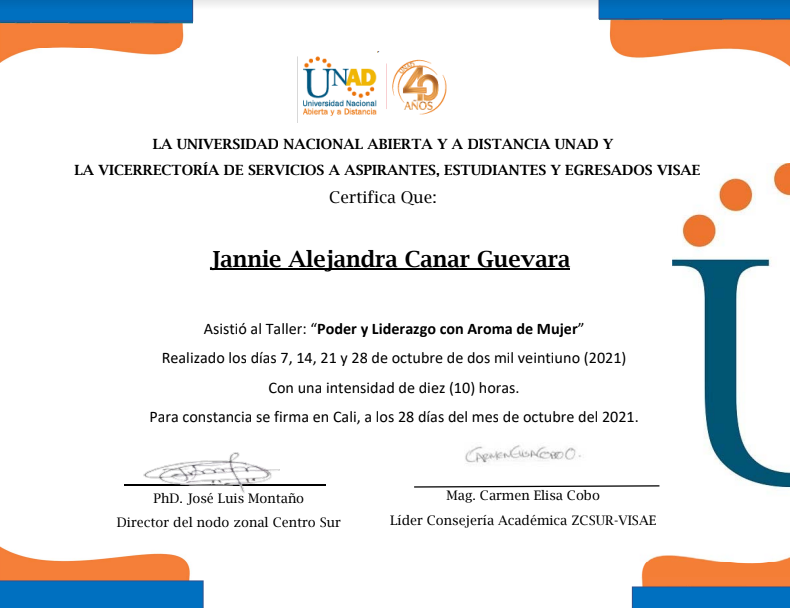 UNAD
Universidad Nacional
Abierta y a Distancia
UNAD
40
AÑOS
LA UNIVERSIDAD NACIONAL ABIERTA Y A DISTANCIA UNAD Y
LA VICERRECTORÍA DE SERVICIOS A ASPIRANTES, ESTUDIANTES Y EGRESADOS VISAE
Certifica Que:
Jannie Alejandra Canar Guevara
Asistió al Taller: “Poder y Liderazgo con Aroma de Mujer”
Realizado los días 7, 14, 21 y 28 de octubre de dos mil veintiuno (2021)
Con una intensidad de diez (10) horas.
Para constancia se firma en Cali, a los 28 días del mes de octubre del 2021.
Carmen Elisa Cobo O.
PhD. José Luis Montaño
Mag. Carmen Elisa Cobo
Director del nodo zonal Centro Sur
Líder Consejería Académica ZCSUR-VISAE
U